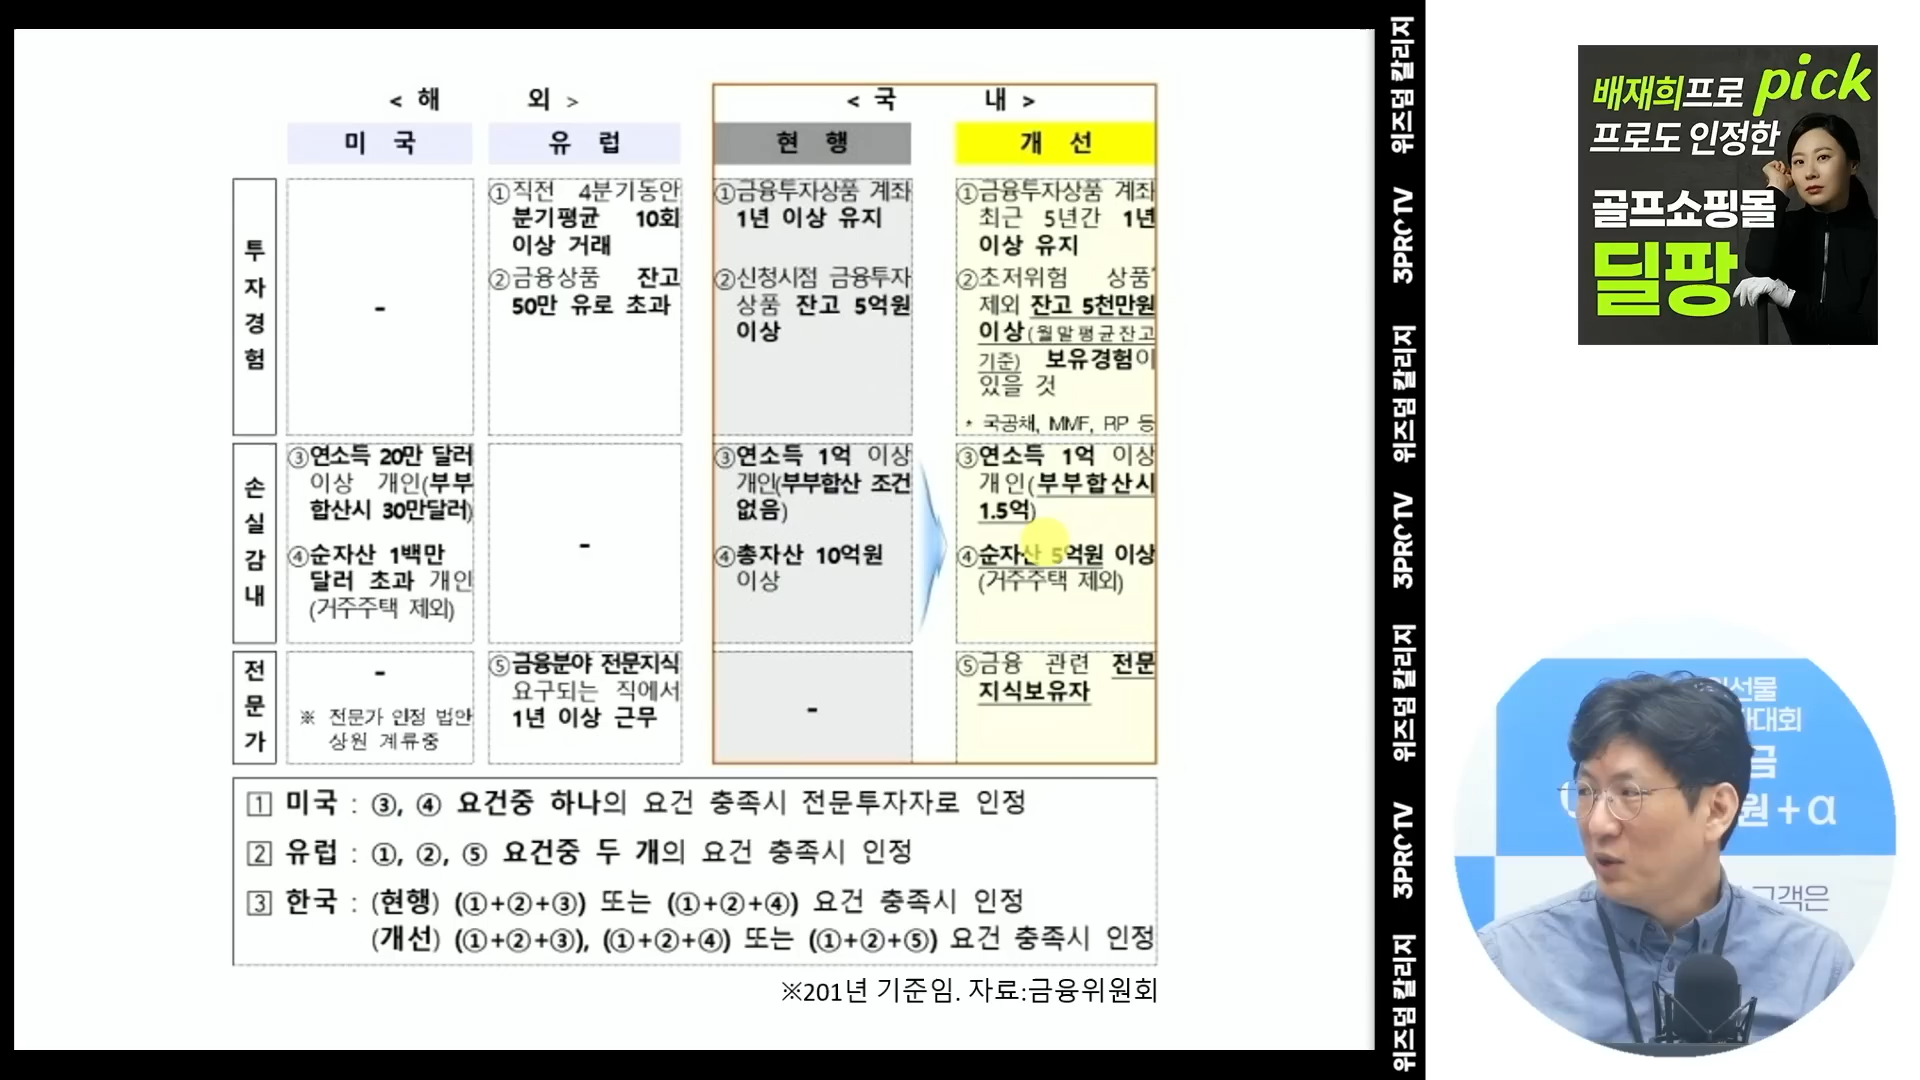 < 해 외 >
< 국 내 >
미 국
유 럽
현 행
개 선
투자경험
-
①직전 4분기동안
분기평균 10회
이상 거래
②금융상품 잔고
50만 유로 초과
①금융투자상품 계좌
1년 이상 유지
②신청시점 금융투자
상품 잔고 5억원
이상
①금융투자상품 계좌
최근 5년간 1년
이상 유지
②초저위험 상품*
제외 잔고 5천만원
이상(월말평균잔고
기준) 보유경험이
있을 것
* 국공채, MMF, RP 등
손실감내
③연소득 20만 달러
이상 개인(부부
합산시 30만달러)
④순자산 1백만
달러 초과 개인
(거주주택 제외)
-
③연소득 1억 이상
개인(부부합산 조건
없음)
④총자산 10억원
이상
③연소득 1억 이상
개인(부부합산시
1.5억)
④순자산 5억원 이상
(거주주택 제외)
전문가
-
※ 전문가 인정 법안
상원 계류중
⑤금융분야 전문지식
요구되는 직에서
1년 이상 근무
-
⑤금융 관련 전문
지식보유자
1 미국 : ③, ④ 요건중 하나의 요건 충족시 전문투자자로 인정
2 유럽 : ①, ②, ⑤ 요건중 두 개의 요건 충족시 인정
3 한국 : (현행) (①+②+③) 또는 (①+②+④) 요건 충족시 인정
(개선) (①+②+③), (①+②+④) 또는 (①+②+⑤) 요건 충족시 인정
※201년 기준임. 자료:금융위원회
위즈덤 칼리지
3PROTV
위즈덤 칼리지
3PROTV
위즈덤 칼리지
3PROTV
위즈덤 칼리지
배재희프로 pick
프로도 인정한
골프쇼핑몰
딜팡
선물
대회
금
원+α
고객은